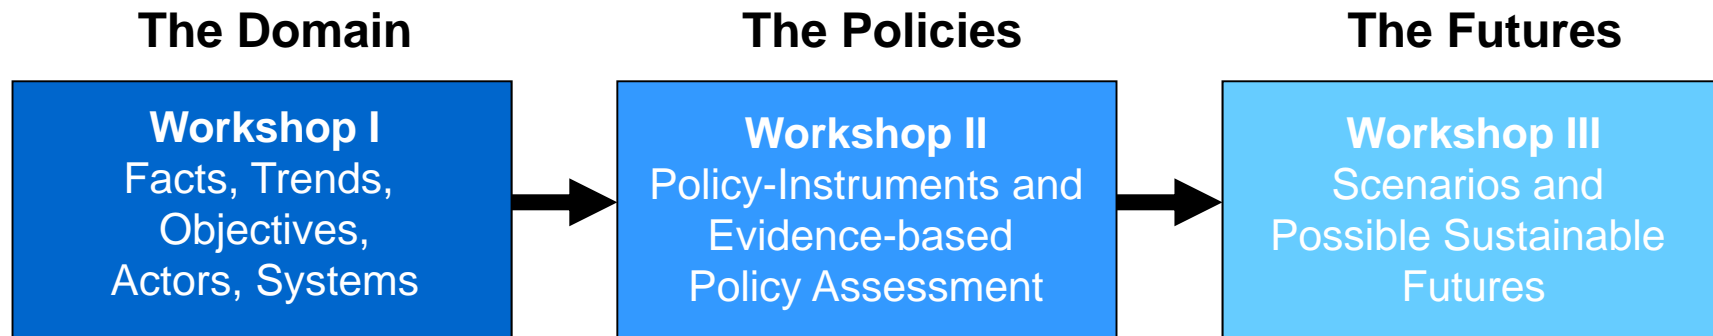 The Domain
The Policies
The Futures
Workshop I
Facts, Trends,
Objectives,
Actors, Systems
Workshop II
Policy-Instruments and
Evidence-based
Policy Assessment
Workshop III
Scenarios and
Possible Sustainable
Futures